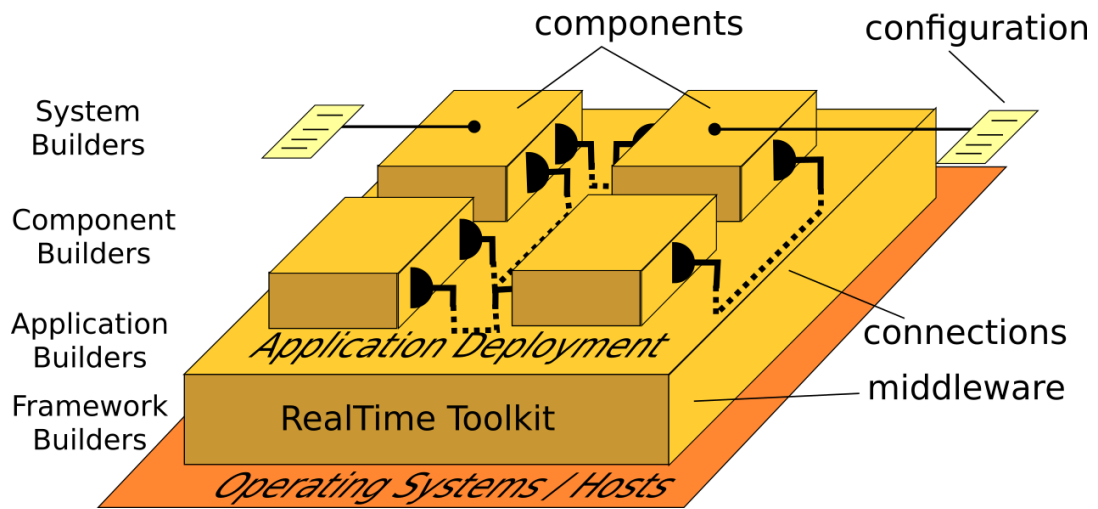 components
configuration
System
Builders
Component
Builders
Application
Builders
Framework
Builders
Application Deployment
connections
middleware
RealTime Toolkit
Operating Systems / Hosts